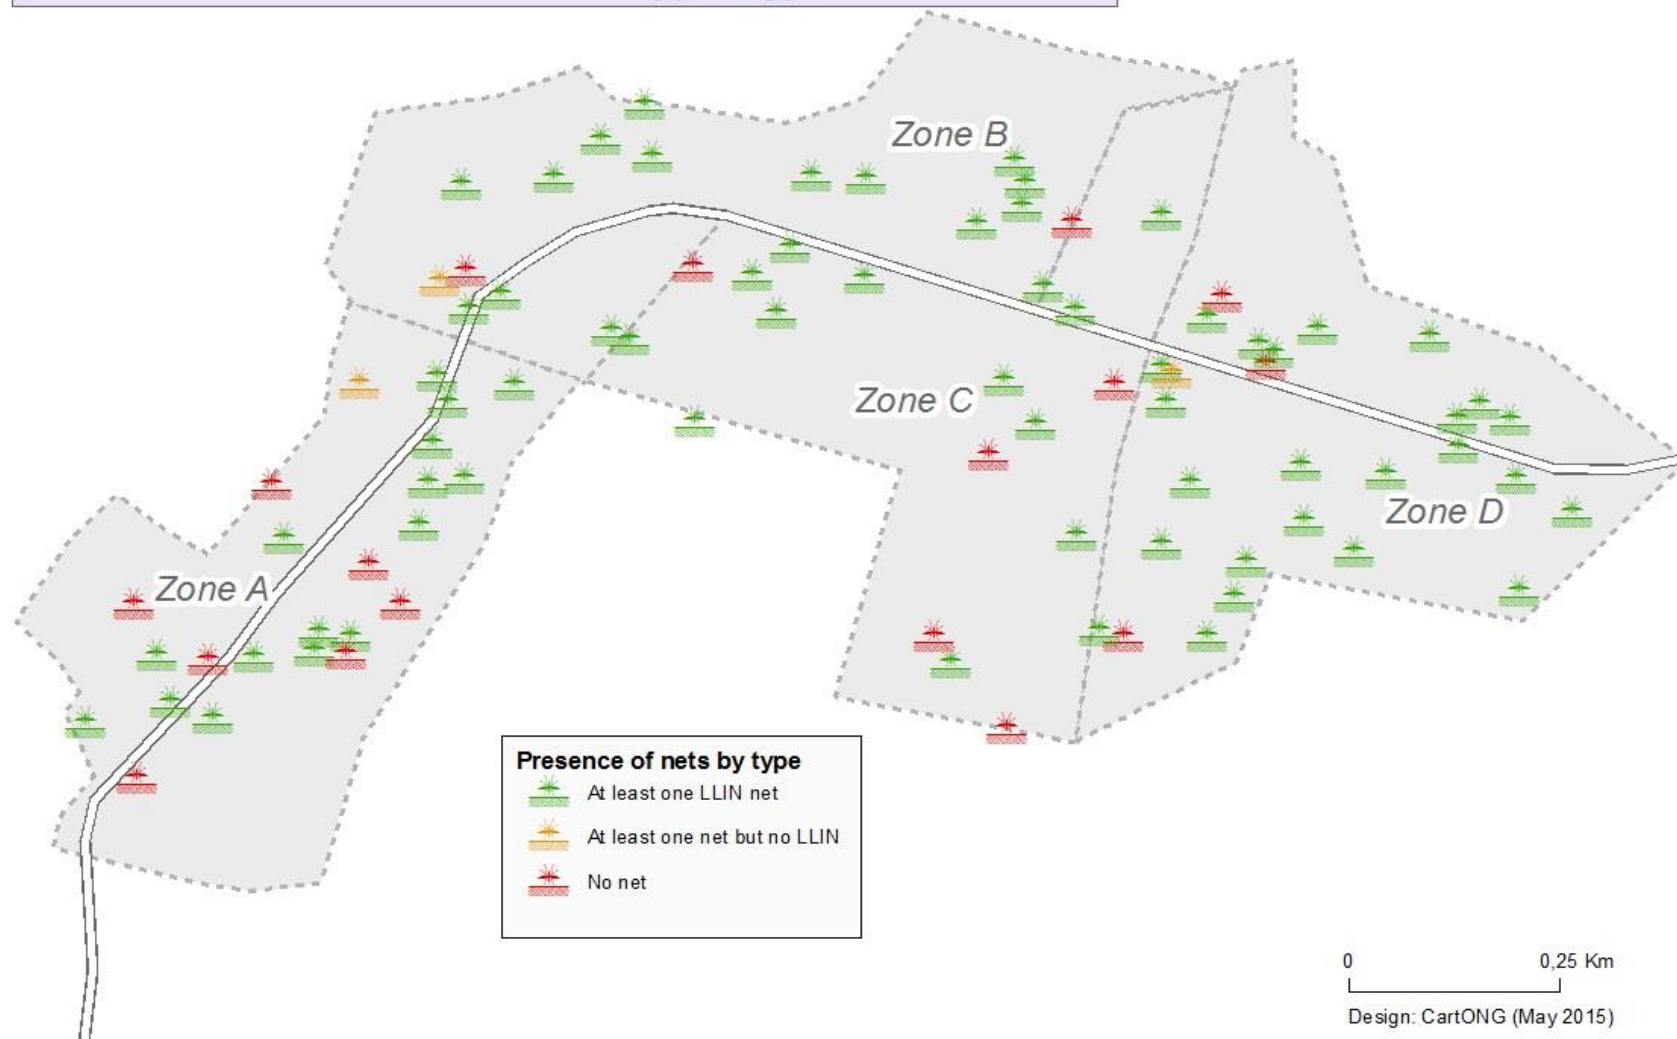 Zone B
Zone C
Zone D
Zone A
Presence of nets by type
At least one LLIN net
At least one net but no LLIN
No net
0 0,25 Km
Design: CartONG (May 2015)